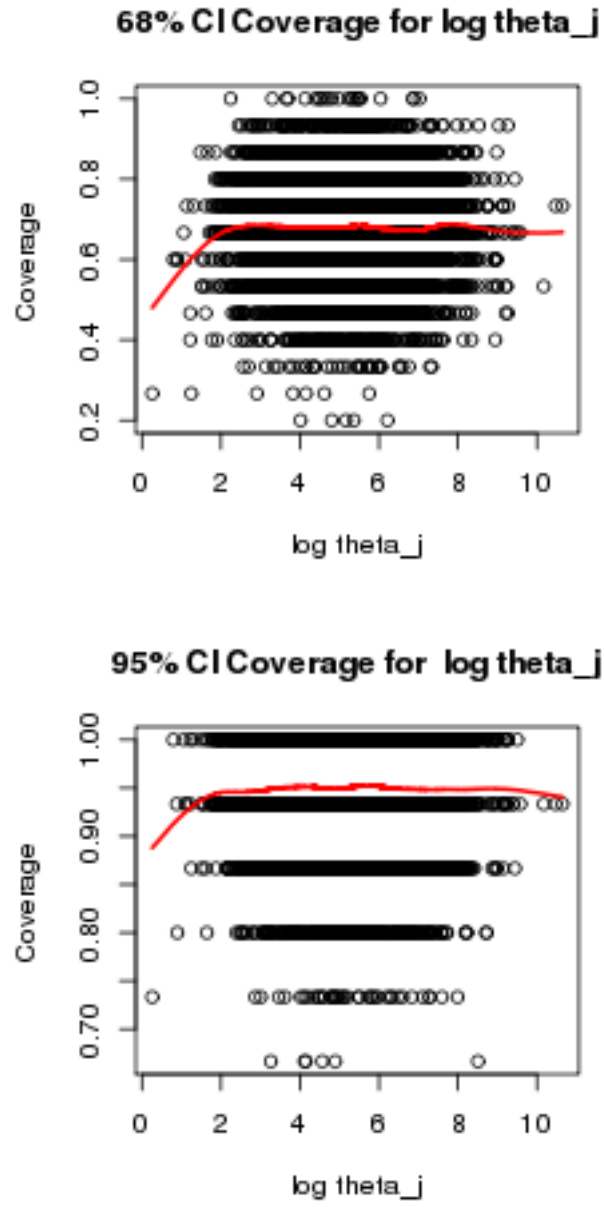 68% CI Coverage for log theta_j
Coverage
1.0
0.8
0.6
0.4
0.2
0 2 4 6 8 10
log theta_j
95% CI Coverage for log theta_j
Coverage
1.00
0.90
0.80
0.70
0 2 4 6 8 10
log theta_j